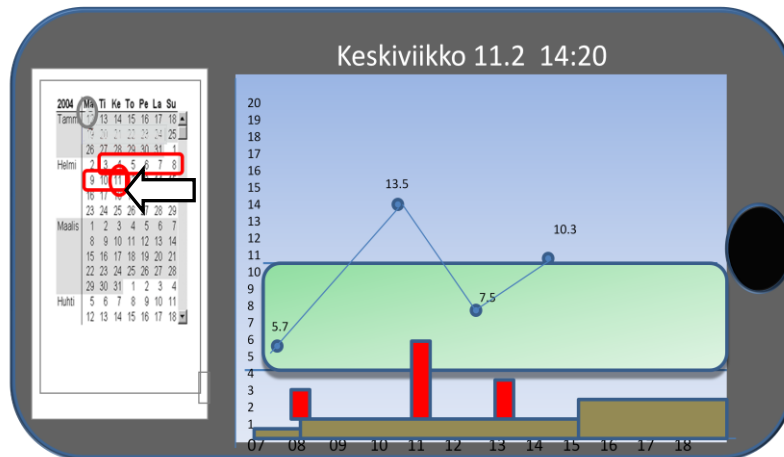 Keskiviikko 11.2 14:20
2004 Ma Ti Ke To Pe La Su
Tammi 13 14 15 16 17 18
25
26 27 28 29 30 31 1
Helmi 2 3 4 5 6 7 8
9 10 11
16 17
23 24 25 26 27 28 29
Maalis 1 2 3 4 5 6 7
8 9 10 11 12 13 14
15 16 17 18 19 20 21
22 23 24 25 26 27 28
29 30 31 1 2 3 4
Huhti 5 6 7 8 9 10 11
12 13 14 15 16 17 18
20
19
18
17
16
15
14
13
12
11
10
9
8
7
6
5
4
3
2
1
13.5
10.3
7.5
5.7
07 08 09 10 11 12 13 14 15 16 17 18